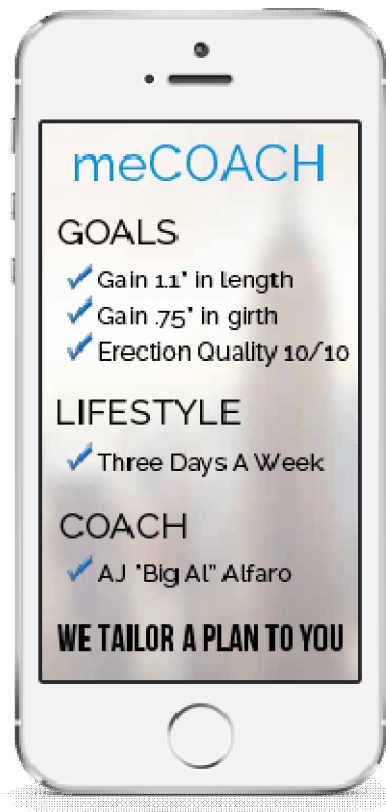 meCOACH
GOALS
Gain 1.1" in length
Gain .75" in girth
Erection Quality 10/10
LIFESTYLE
Three Days A Week
COACH
AJ "Big Al" Alfaro
WE TAILOR A PLAN TO YOU